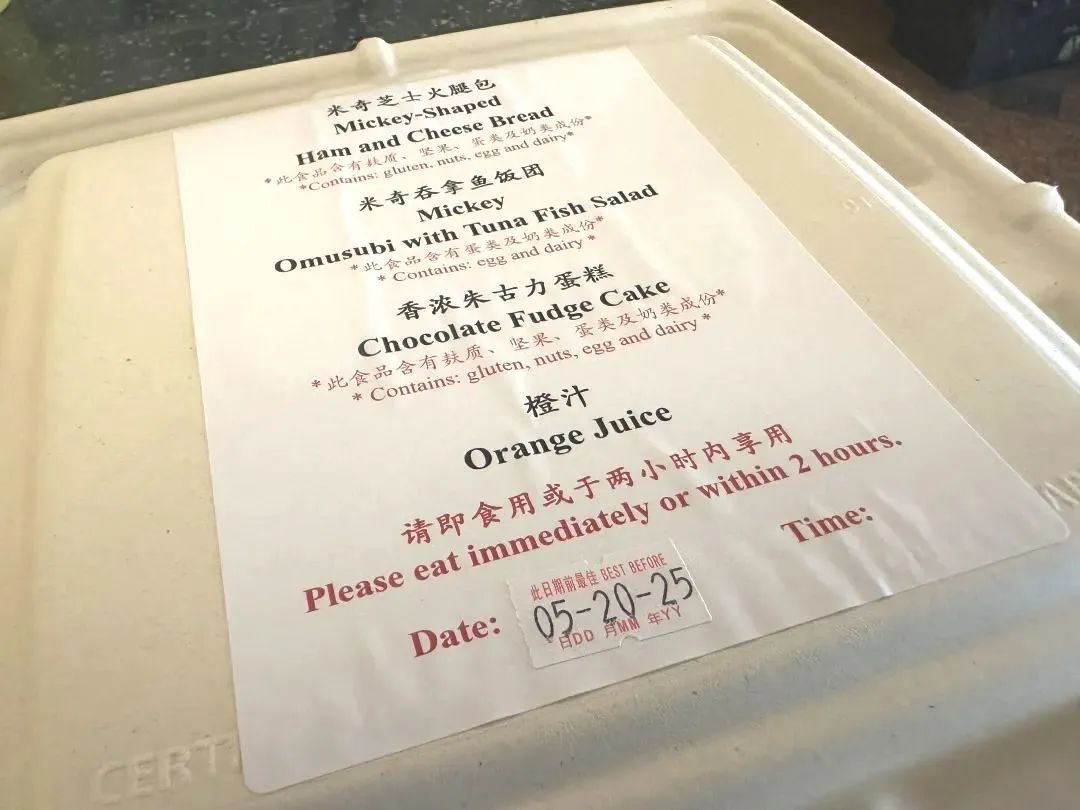 米奇芝士火腿包
Mickey-Shaped
Ham and Cheese Bread
*此食品含有麸质、坚果、蛋类及奶类成份*
*Contains: gluten, nuts, egg and dairy*
米奇吞拿鱼饭团
Mickey
Omusubi with Tuna Fish Salad
*此食品含有蛋类及奶类成份*
* Contains: egg and dairy *
香浓朱古力蛋糕
Chocolate Fudge Cake
*此食品含有麸质、坚果、蛋类及奶类成份*
* Contains: gluten, nuts, egg and dairy *
橙汁
Orange Juice
请即食用或于两小时内享用
Please eat immediately or within 2 hours.
Date:
此日期前最佳 BEST BEFORE
05-20-25
日DD 月MM 年YY
Time:
CERT